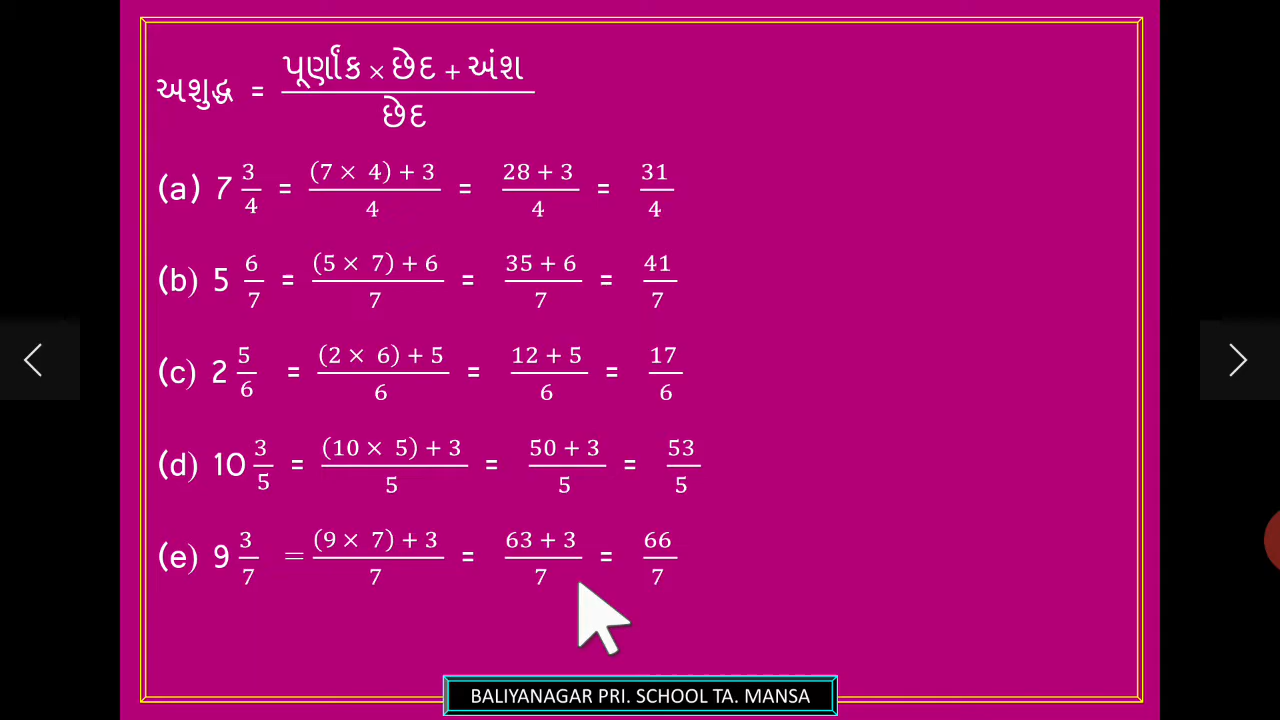 અશુદ્ધ = પૂર્ણાંક × છેદ + અંશ / છેદ
(a) 7 3/4 = (7 × 4) + 3 / 4 = 28 + 3 / 4 = 31/4
(b) 5 6/7 = (5 × 7) + 6 / 7 = 35 + 6 / 7 = 41/7
(c) 2 5/6 = (2 × 6) + 5 / 6 = 12 + 5 / 6 = 17/6
(d) 10 3/5 = (10 × 5) + 3 / 5 = 50 + 3 / 5 = 53/5
(e) 9 3/7 = (9 × 7) + 3 / 7 = 63 + 3 / 7 = 66/7
BALIYANAGAR PRI. SCHOOL TA. MANSA